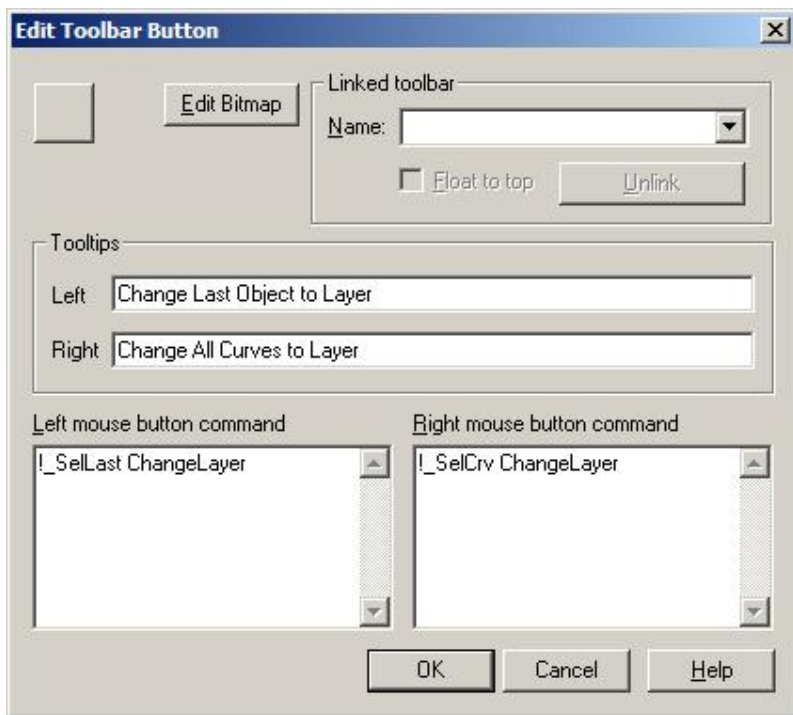 Edit Toolbar Button
Edit Bitmap
Linked toolbar
Name:
Float to top
Unlink
Tooltips
Left
Change Last Object to Layer
Right
Change All Curves to Layer
Left mouse button command
Right mouse button command
!_SelLast ChangeLayer
!_SelCrv ChangeLayer
OK
Cancel
Help